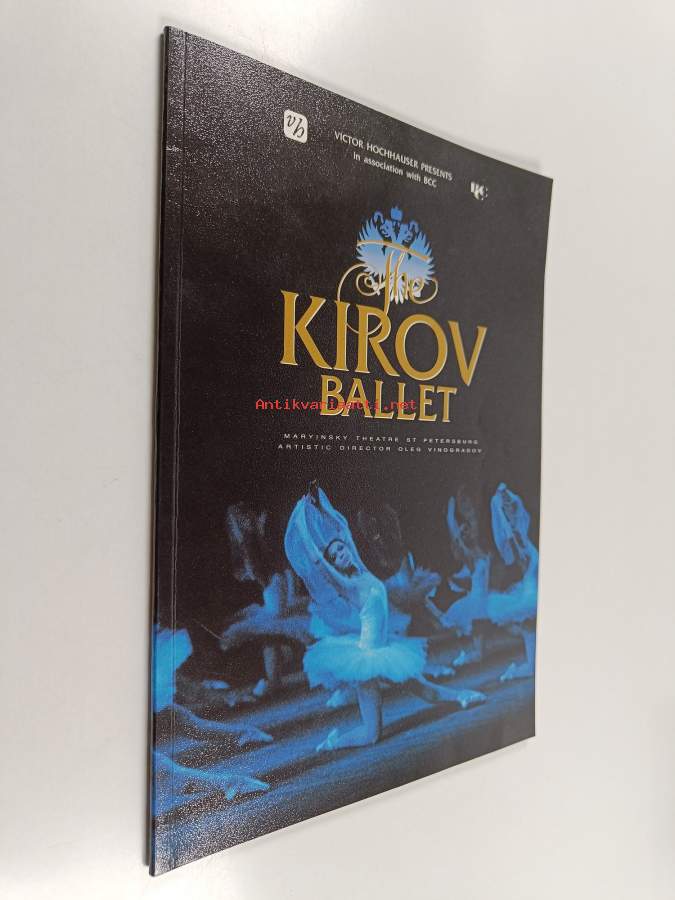 vh
VICTOR HOCHHAUSER PRESENTS
in association with BCC
The
KIROV
BALLET
Antikvariaatti.net
MARYINSKY THEATRE ST PETERSBURG
ARTISTIC DIRECTOR OLEG VINOGRADOV